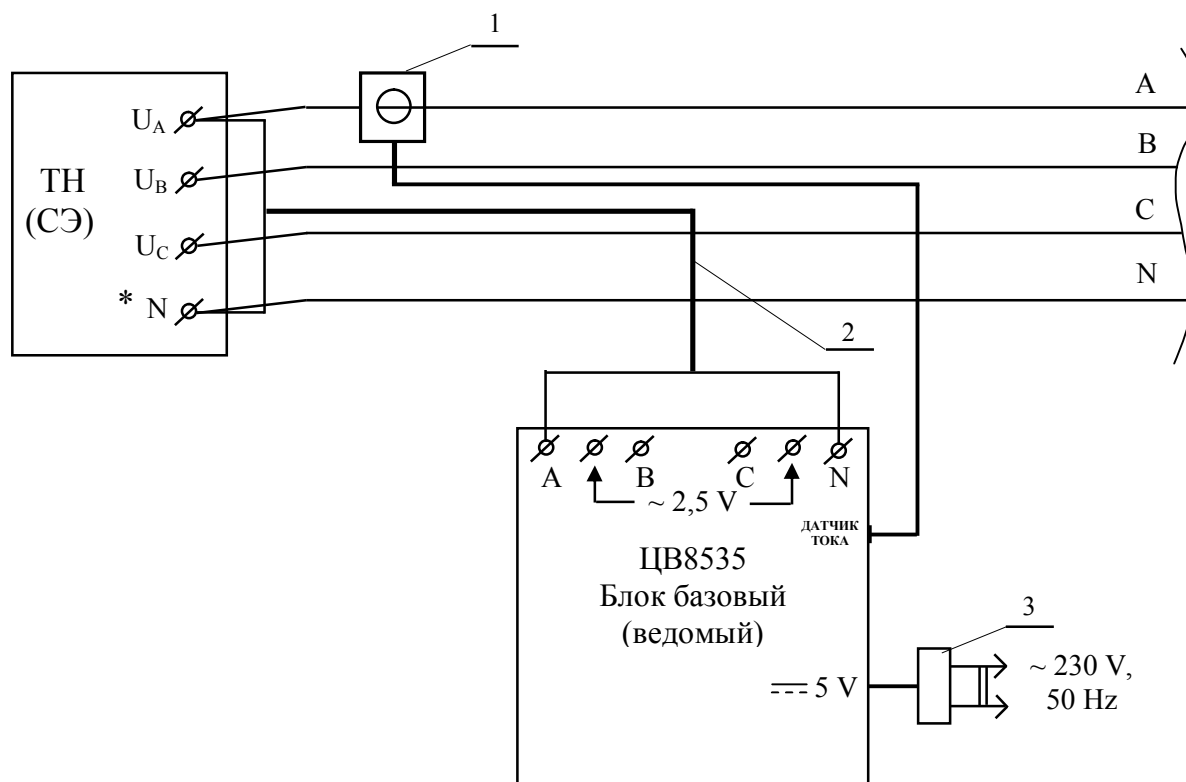 1
A
U_A
B
ТН
(СЭ)
U_B
C
U_C
N
* N
2
A
B
C
N
~ 2,5 V
ДАТЧИК
ТОКА
ЦВ8535
Блок базовый
(ведомый)
3
5 V
~ 230 V,
50 Hz